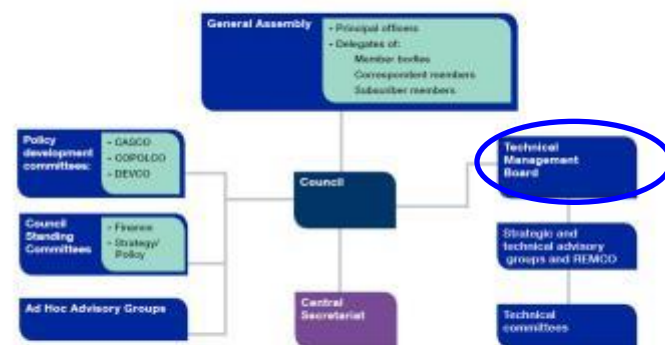 General Assembly
- Principal officers
- Delegates of:
Member bodies
Correspondent members
Subscriber members
Policy
development
committees:
- CASCO
- COPOLCO
- DEVCO
Council
Standing
Committees
- Finance
- Strategy/
Policy
Ad Hoc Advisory Groups
Council
Central
Secretariat
Technical
Management
Board
Strategic and
technical advisory
groups and REMCO
Technical
committees